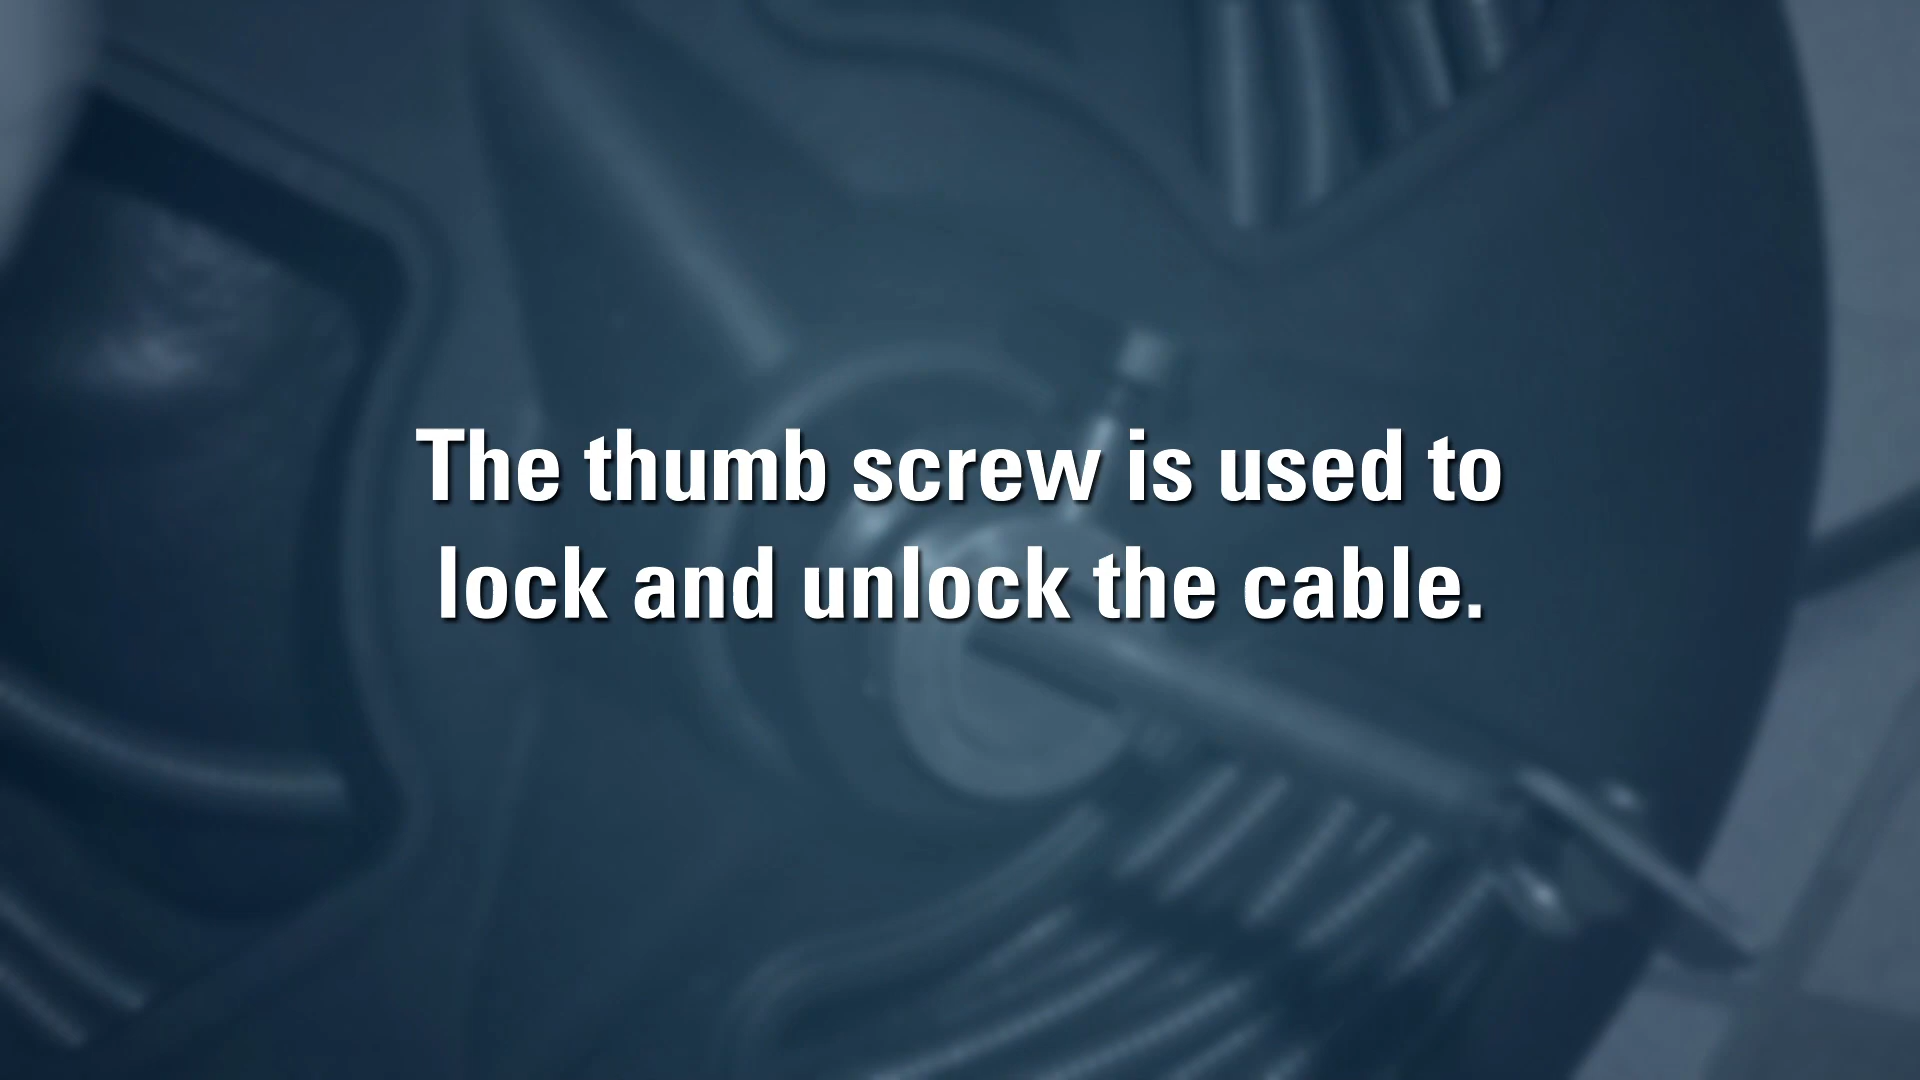 The thumb screw is used to
lock and unlock the cable.